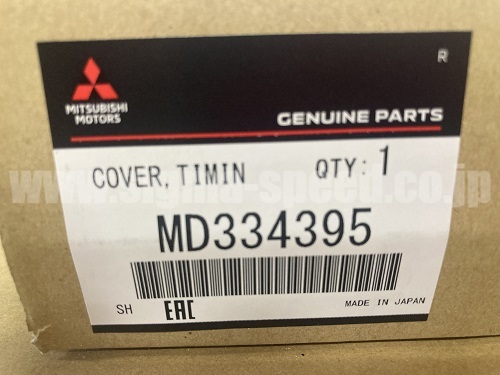 R
MITSUBISHI
MOTORS
GENUINE PARTS
COVER, TIMIN QTY: 1
www.sigma-speed.co.jp
MD334395
SH EAC MADE IN JAPAN